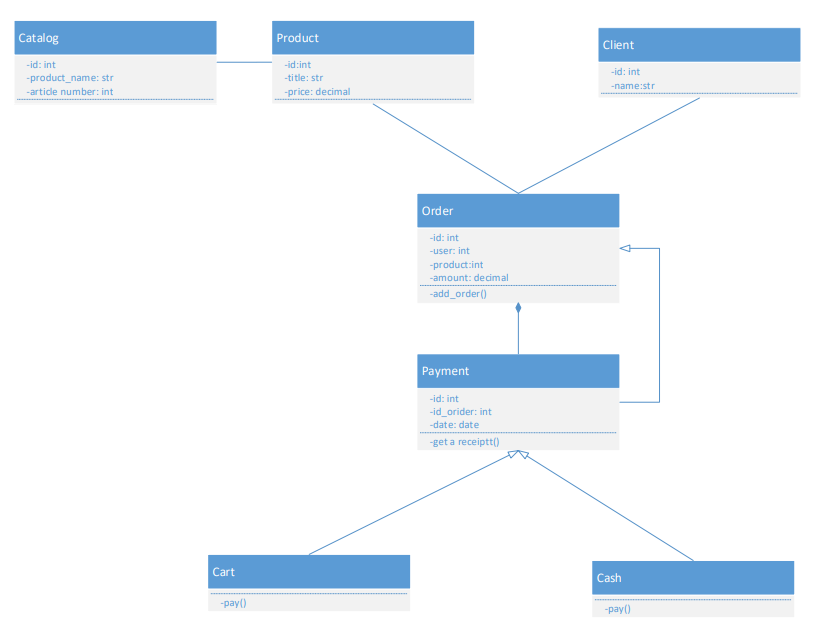 Catalog
-id: int
-product_name: str
-article number: int
Product
-id:int
-title: str
-price: decimal
Client
-id: int
-name:str
Order
-id: int
-user: int
-product:int
-amount: decimal
-add_order()
Payment
-id: int
-id_orider: int
-date: date
-get a receiptt()
Cart
-pay()
Cash
-pay()